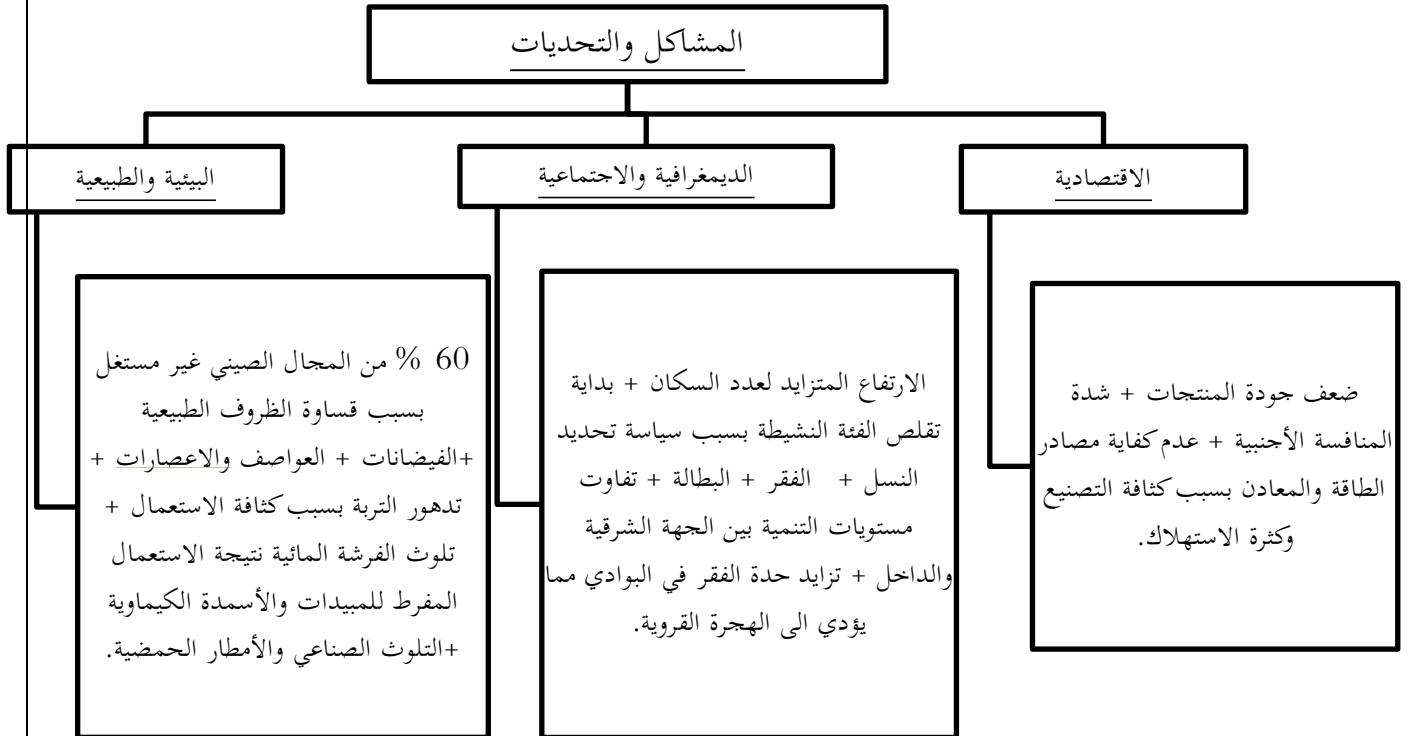 المشاكل والتحديات
الاقتصادية
ضعف جودة المنتجات + شدة
المنافسة الأجنبية + عدم كفاية مصادر
الطاقة والمعادن بسبب كثافة التصنيع
وكثرة الاستهلاك.
الديمغرافية والاجتماعية
الارتفاع المتزايد لعدد السكان + بداية
تقلص الفئة النشيطة بسبب سياسة تحديد
النسل + الفقر + البطالة + تفاوت
مستويات التنمية بين الجهة الشرقية
والداخل + تزايد حدة الفقر في البوادي مما
يؤدي الى الهجرة القروية.
البيئية والطبيعية
60 % من المجال الصيني غير مستغل
بسبب قساوة الظروف الطبيعية
+الفيضانات + العواصف والاعصارات +
تدهور التربة بسبب كثافة الاستعمال +
تلوث الفرشة المائية نتيجة الاستعمال
المفرط للمبيدات والأسمدة الكيماوية
+التلوث الصناعي والأمطار الحمضية.